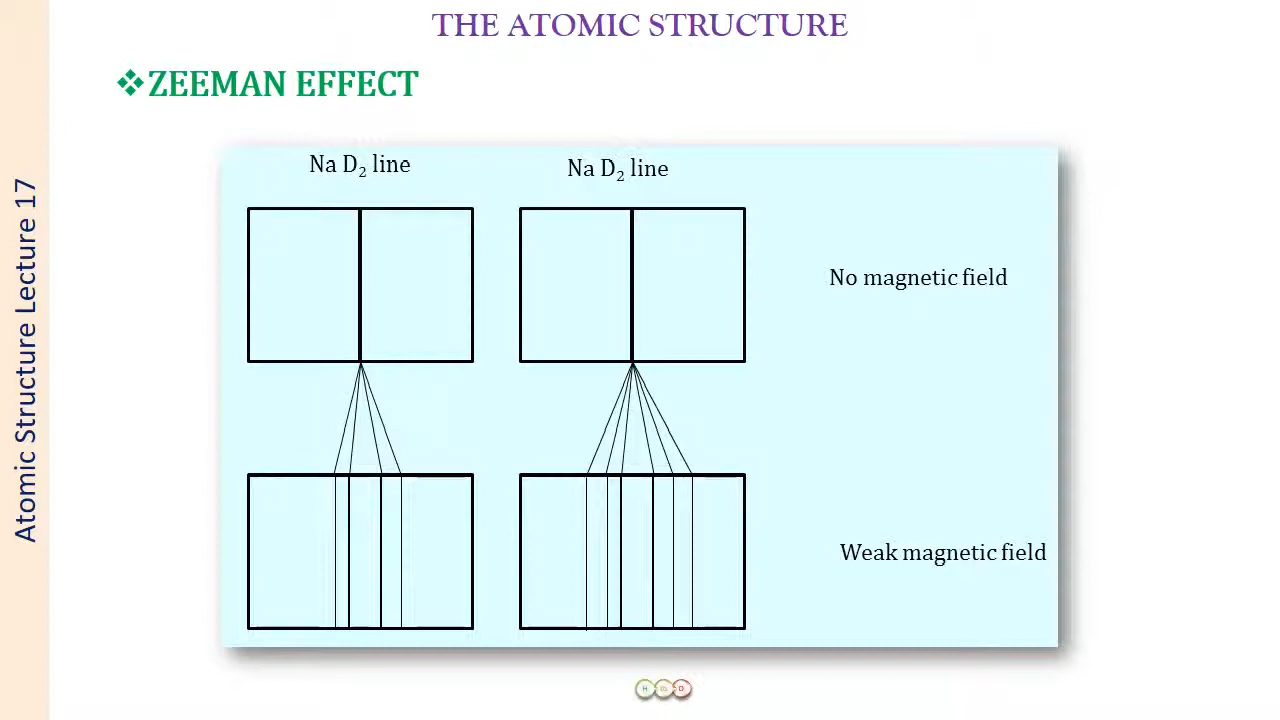 THE ATOMIC STRUCTURE
❖ZEEMAN EFFECT
Atomic Structure Lecture 17
Na D₂ line
Na D₂ line
No magnetic field
Weak magnetic field